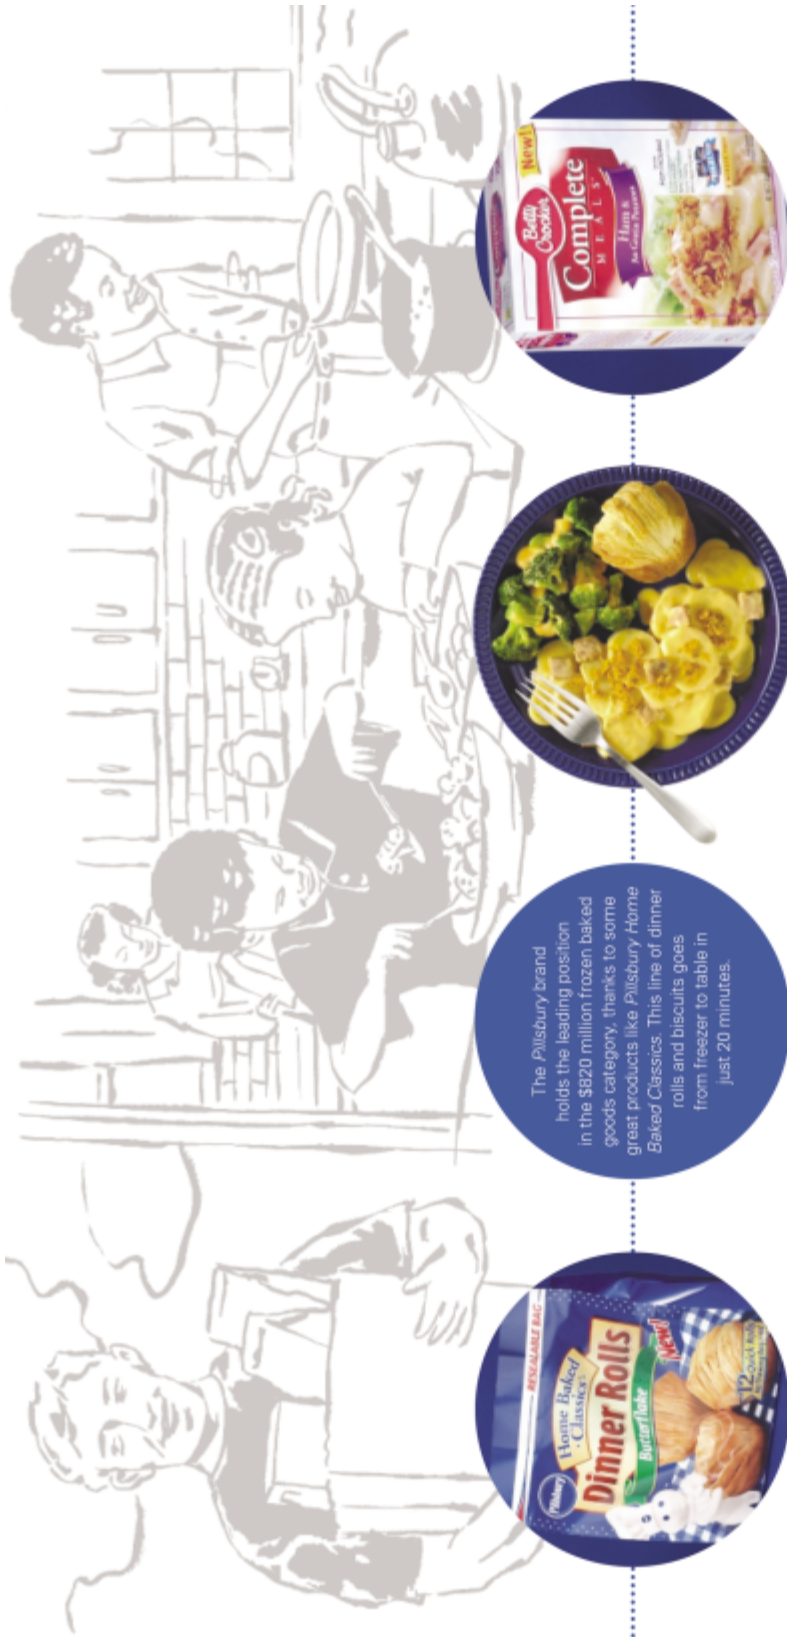 RESEALABLE BAG
Pillsbury
Home Baked
Classics
Dinner Rolls
Butterflake
New!
12
The Pillsbury brand
holds the leading position
in the $820 million frozen baked
goods category, thanks to some
great products like Pillsbury Home
Baked Classics. This line of dinner
rolls and biscuits goes
from freezer to table in
just 20 minutes.
New!
Betty
Crocker
Complete
MEALS
Ham &
Au Gratin Potatoes